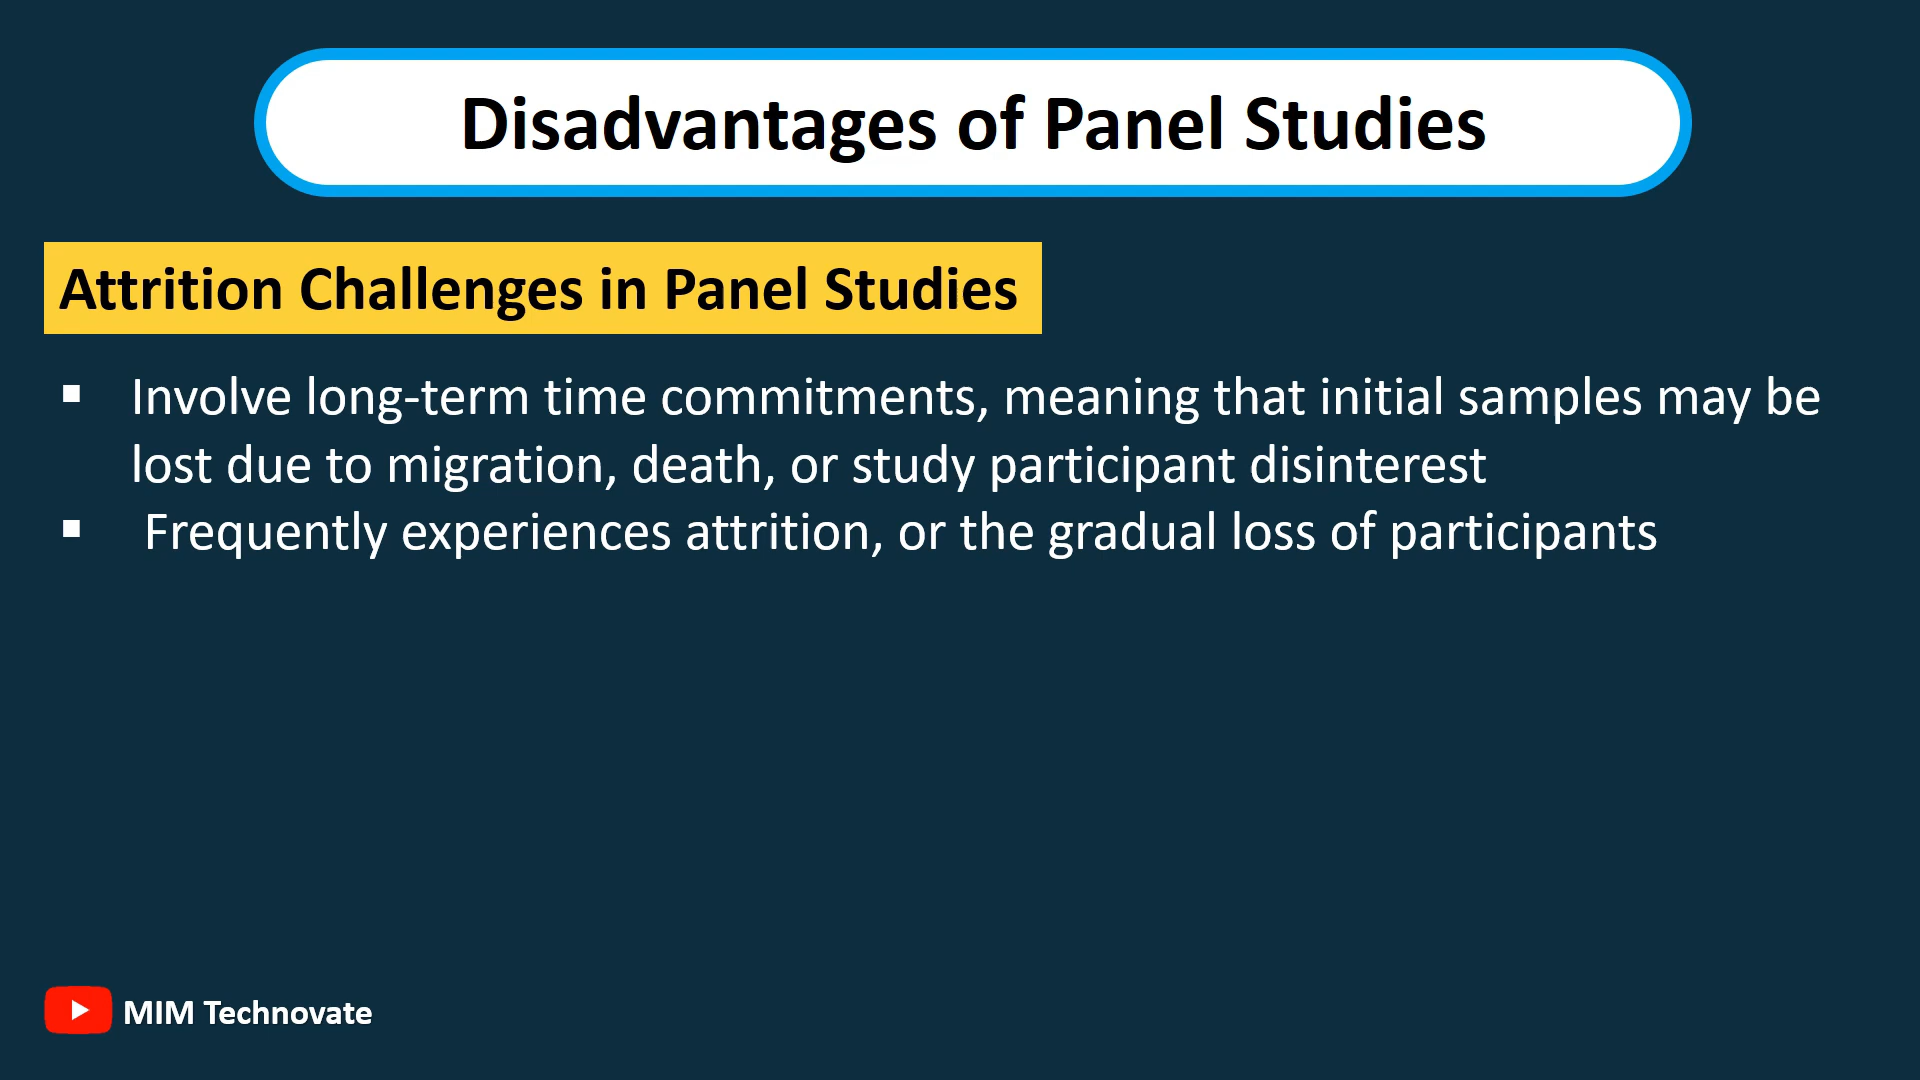 Disadvantages of Panel Studies
Attrition Challenges in Panel Studies
▪ Involve long-term time commitments, meaning that initial samples may be
lost due to migration, death, or study participant disinterest
▪ Frequently experiences attrition, or the gradual loss of participants
MIM Technovate